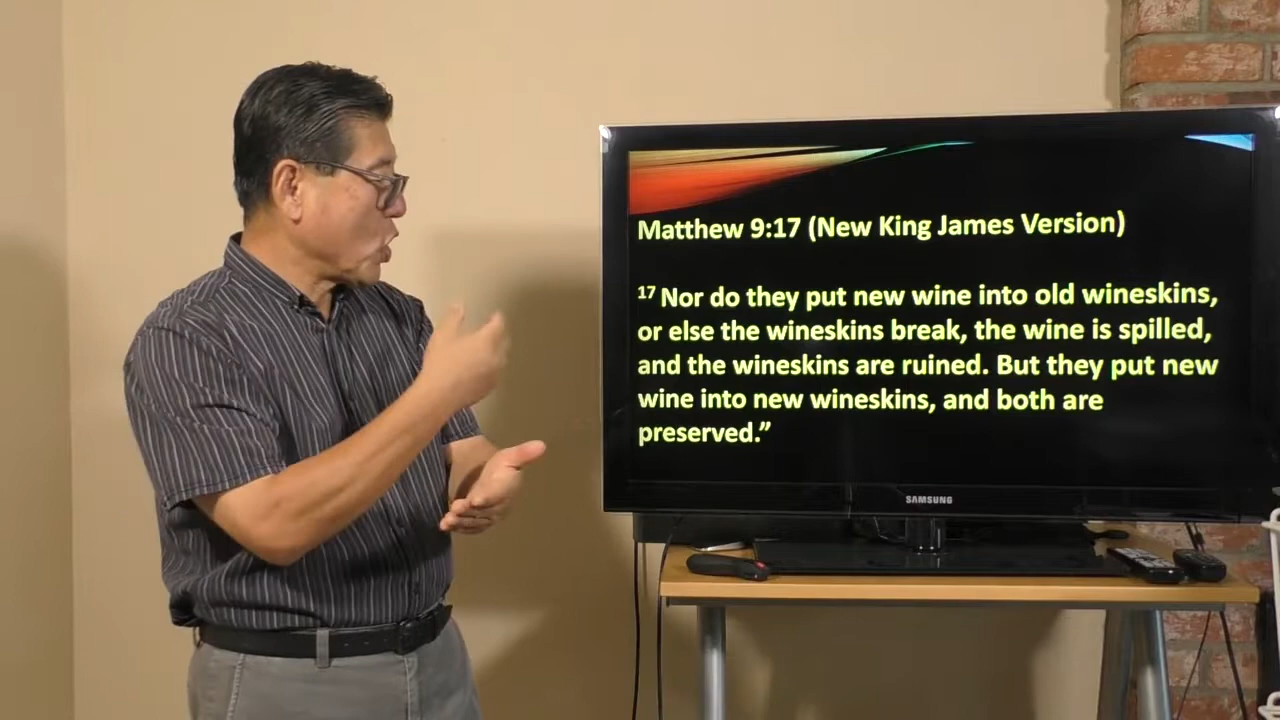 Matthew 9:17 (New King James Version)
17 Nor do they put new wine into old wineskins,
or else the wineskins break, the wine is spilled,
and the wineskins are ruined. But they put new
wine into new wineskins, and both are
preserved.”
SAMSUNG